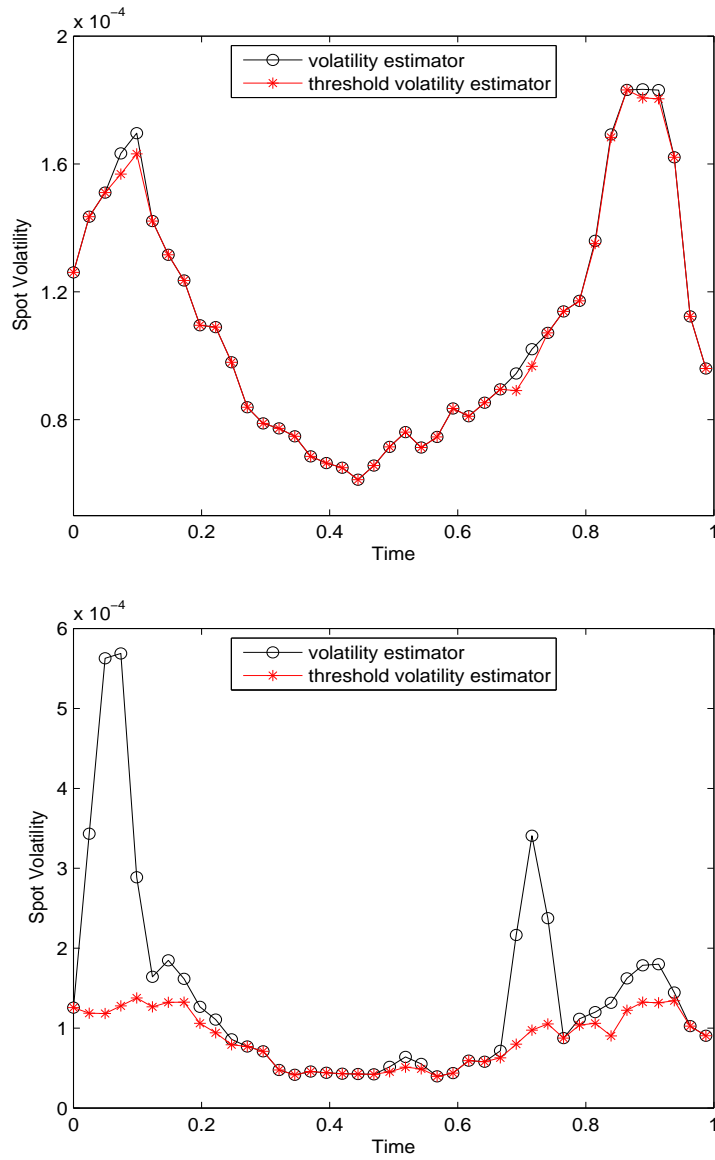 x 10⁻⁴
2
volatility estimator
threshold volatility estimator
1.6
1.2
0.8
Spot Volatility
0 0.2 0.4 0.6 0.8 1
Time
x 10⁻⁴
6
volatility estimator
threshold volatility estimator
5
4
3
2
1
0
Spot Volatility
0 0.2 0.4 0.6 0.8 1
Time